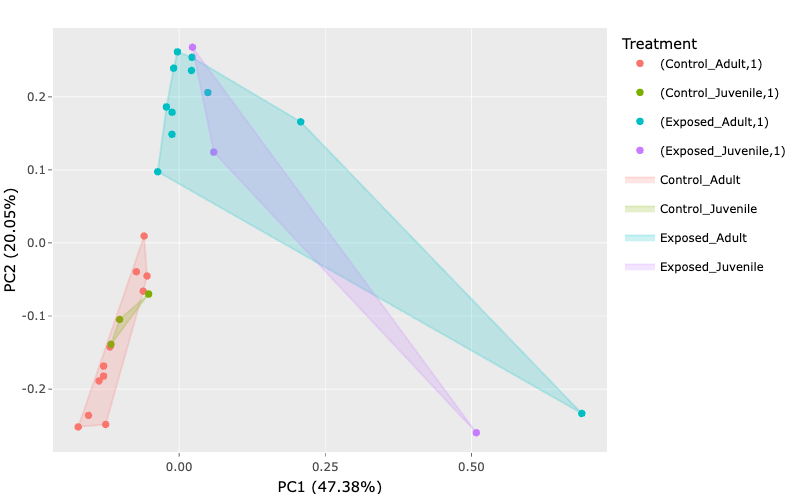 Treatment
(Control_Adult,1)
(Control_Juvenile,1)
(Exposed_Adult,1)
(Exposed_Juvenile,1)
Control_Adult
Control_Juvenile
Exposed_Adult
Exposed_Juvenile
PC2 (20.05%)
0.2
0.1
0.0
-0.1
-0.2
0.00
0.25
0.50
PC1 (47.38%)